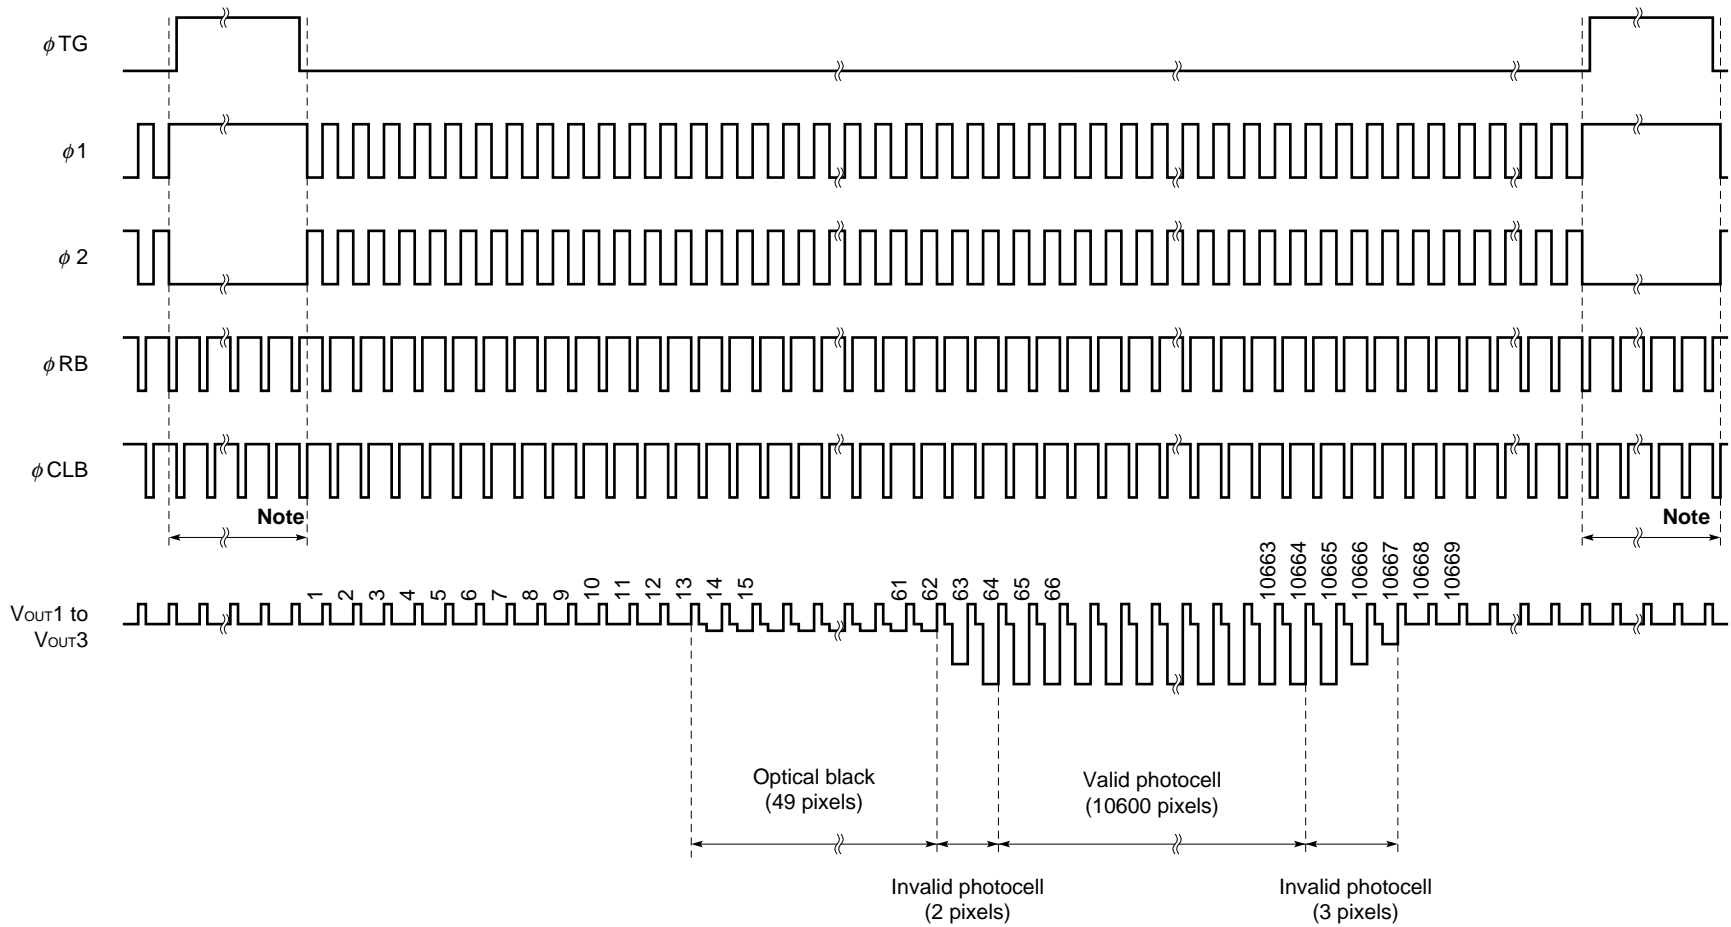 φTG
φ1
φ2
φRB
φCLB
Note
Note
VOUT1 to
VOUT3
1 2 3 4 5 6 7 8 9 10 11 12 13 14 15 61 62 63 64 65 66 10663 10664 10665 10666 10667 10668 10669
Optical black
(49 pixels)
Valid photocell
(10600 pixels)
Invalid photocell
(2 pixels)
Invalid photocell
(3 pixels)